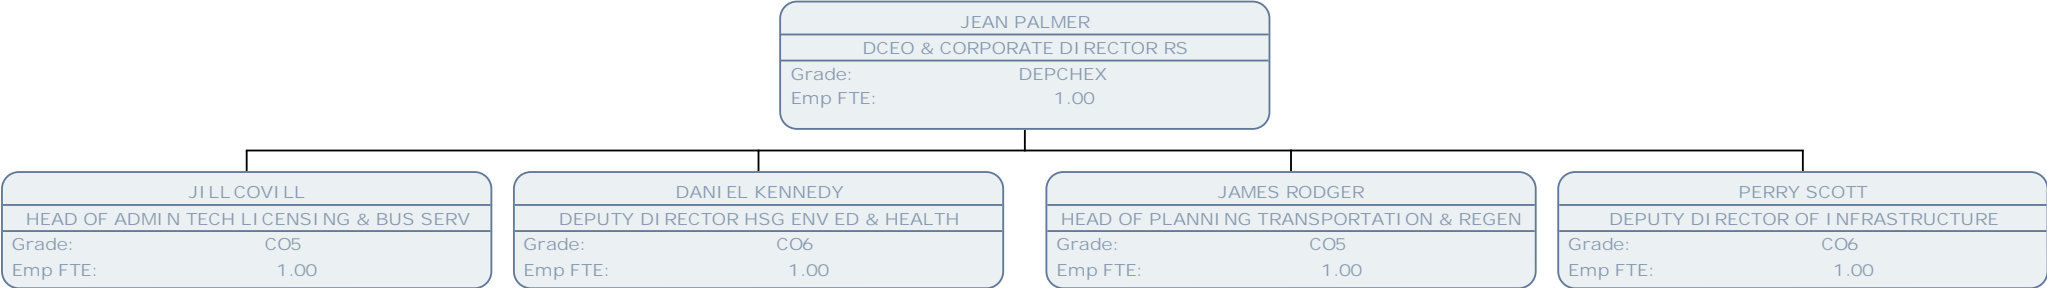 JEAN PALMER
DCEO & CORPORATE DIRECTOR RS
Grade: DEPCHEX
Emp FTE: 1.00
JILL COVILL
HEAD OF ADMIN TECH LICENSING & BUS SERV
Grade: CO5
Emp FTE: 1.00
DANIEL KENNEDY
DEPUTY DIRECTOR HSG ENV ED & HEALTH
Grade: CO6
Emp FTE: 1.00
JAMES RODGER
HEAD OF PLANNING TRANSPORTATION & REGEN
Grade: CO5
Emp FTE: 1.00
PERRY SCOTT
DEPUTY DIRECTOR OF INFRASTRUCTURE
Grade: CO6
Emp FTE: 1.00